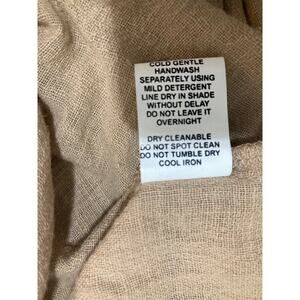 COLD GENTLE
HANDWASH
SEPARATELY USING
MILD DETERGENT
LINE DRY IN SHADE
WITHOUT DELAY
DO NOT LEAVE IT
OVERNIGHT
DRY CLEANABLE
DO NOT SPOT CLEAN
DO NOT TUMBLE DRY
COOL IRON